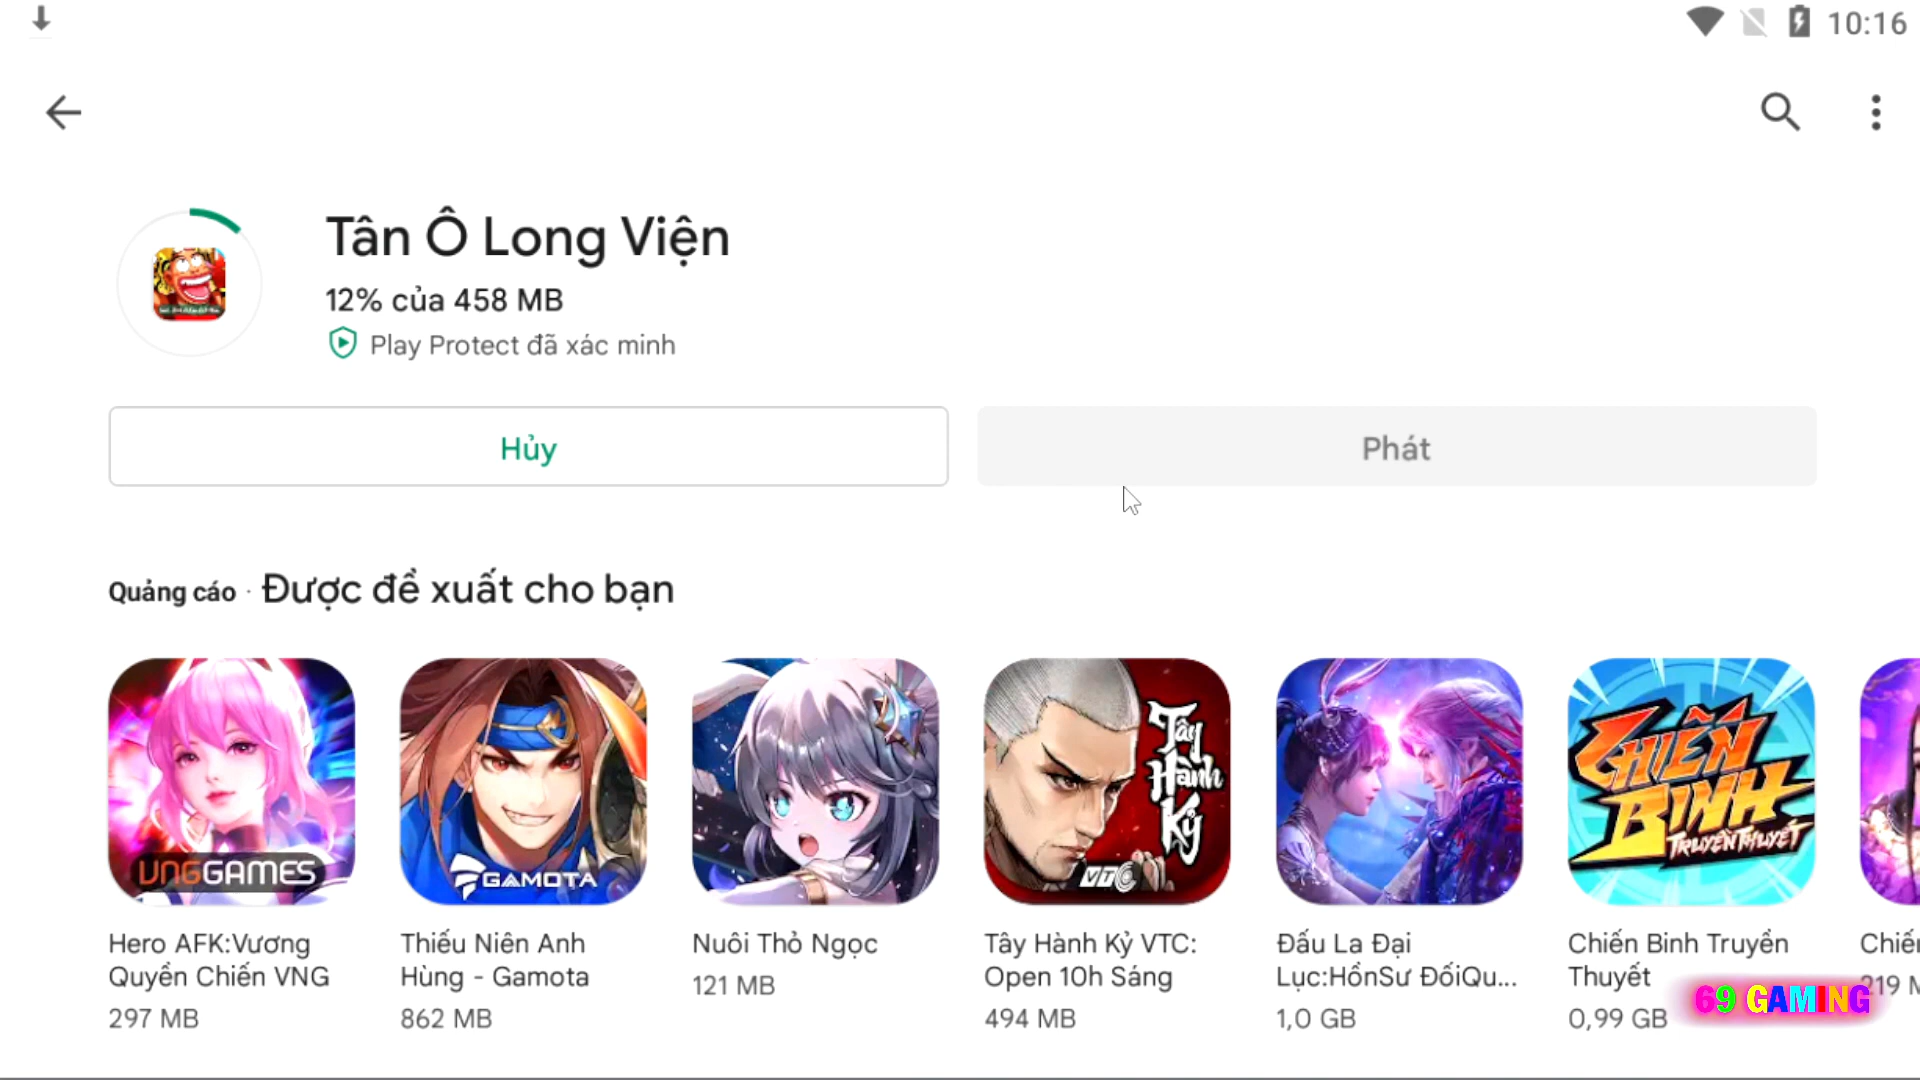 10:16
Tân Ô Long Viện
12% của 458 MB
Play Protect đã xác minh
Hủy
Phát
Quảng cáo · Được đề xuất cho bạn
VNGGAMES
GAMOTA
Tây
Hành
Kỷ
VTC
CHIẾN
BINH
TRUYỀN THUYẾT
Hero AFK:Vương
Quyền Chiến VNG
297 MB
Thiếu Niên Anh
Hùng - Gamota
862 MB
Nuôi Thỏ Ngọc
121 MB
Tây Hành Kỷ VTC:
Open 10h Sáng
494 MB
Đấu La Đại
Lục:HồnSư ĐốiQu...
1,0 GB
Chiến Binh Truyền
Thuyết
0,99 GB
219 M
69 GAMING